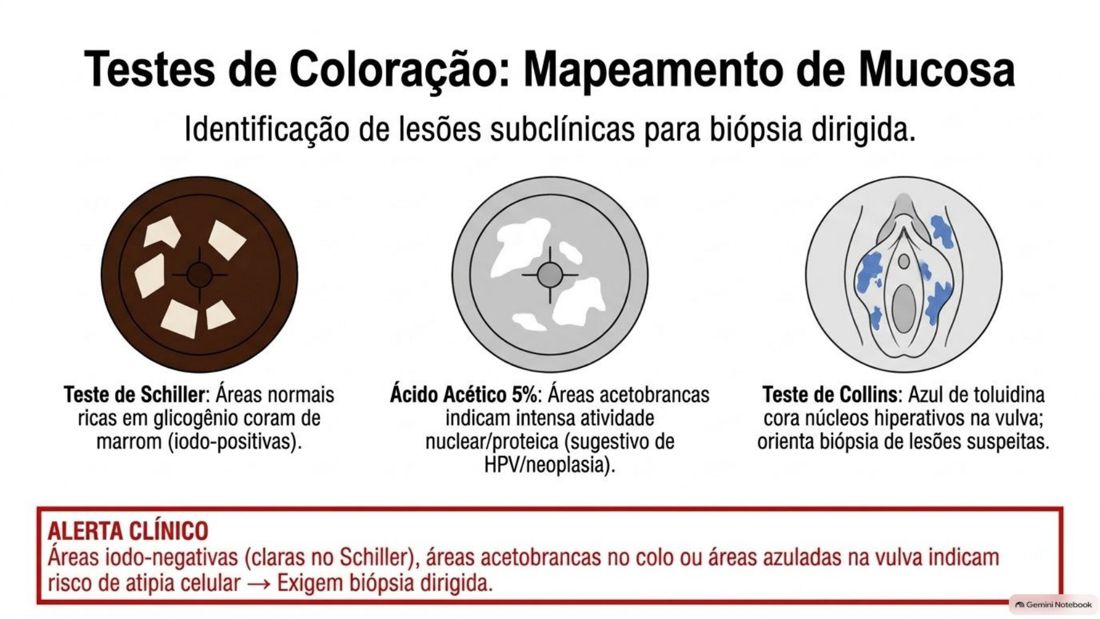 Testes de Coloração: Mapeamento de Mucosa
Identificação de lesões subclínicas para biópsia dirigida.
Teste de Schiller: Áreas normais
ricas em glicogênio coram de
marrom (iodo-positivas).
Ácido Acético 5%: Áreas acetobrancas
indicam intensa atividade
nuclear/proteica (sugestivo de
HPV/neoplasia).
Teste de Collins: Azul de toluidina
cora núcleos hiperativos na vulva;
orienta biópsia de lesões suspeitas.
ALERTA CLÍNICO
Áreas iodo-negativas (claras no Schiller), áreas acetobrancas no colo ou áreas azuladas na vulva indicam
risco de atipia celular → Exigem biópsia dirigida.
Gemini Notebook